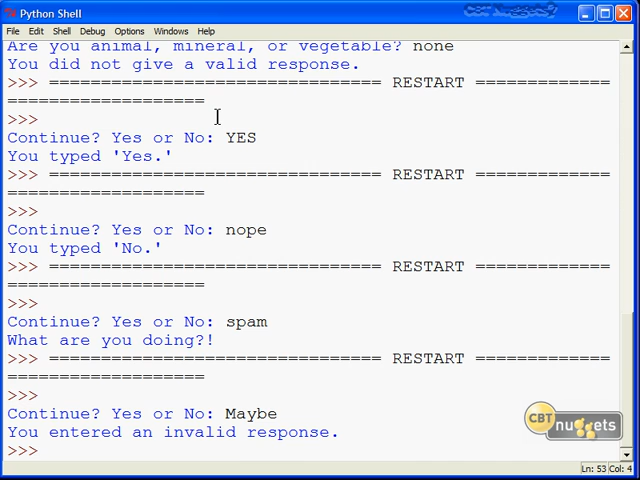 Python Shell
CBT Nuggets
File Edit Shell Debug Options Windows Help
Are you animal, mineral, or vegetable? none
You did not give a valid response.
>>> ================================ RESTART =============
===================
>>>
Continue? Yes or No: YES
You typed 'Yes.'
>>> ================================ RESTART =============
===================
>>>
Continue? Yes or No: nope
You typed 'No.'
>>> ================================ RESTART =============
===================
>>>
Continue? Yes or No: spam
What are you doing?!
>>> ================================ RESTART =============
===================
>>>
Continue? Yes or No: Maybe
You entered an invalid response.
>>>
CBT nuggets
Ln: 53 Col: 4